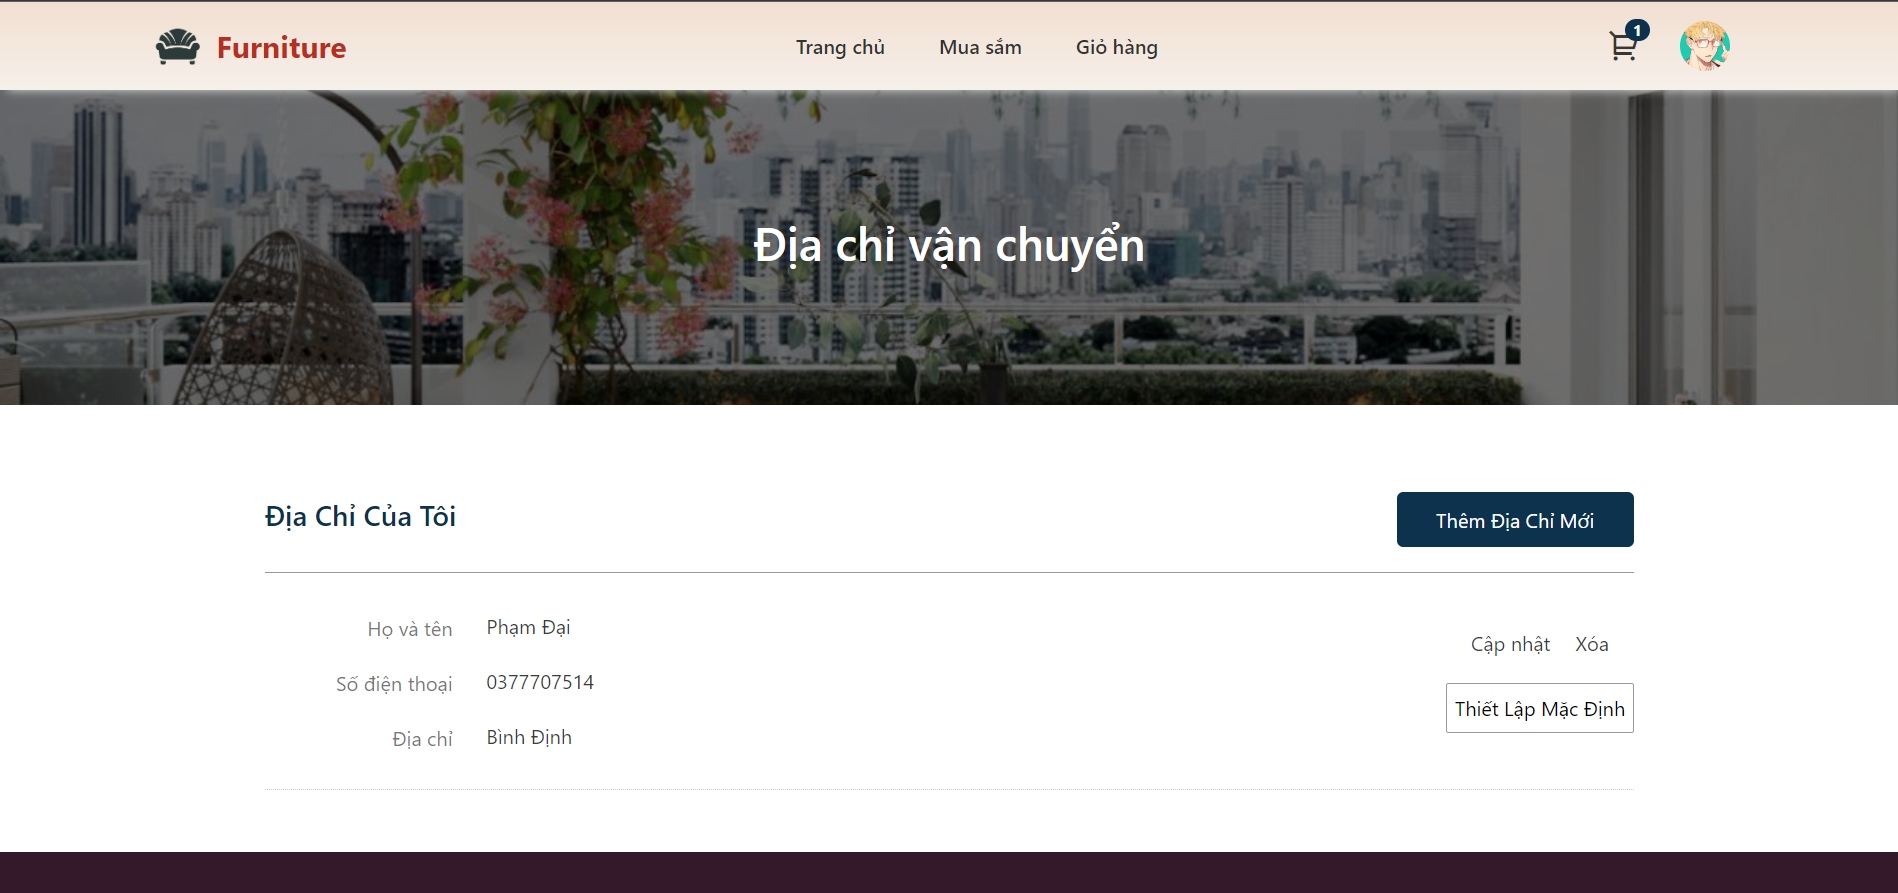 Furniture
Trang chủ
Mua sắm
Giỏ hàng
1
Địa chỉ vận chuyển
Địa Chỉ Của Tôi
Thêm Địa Chỉ Mới
Họ và tên Phạm Đại
Cập nhật Xóa
Số điện thoại 0377707514
Thiết Lập Mặc Định
Địa chỉ Bình Định